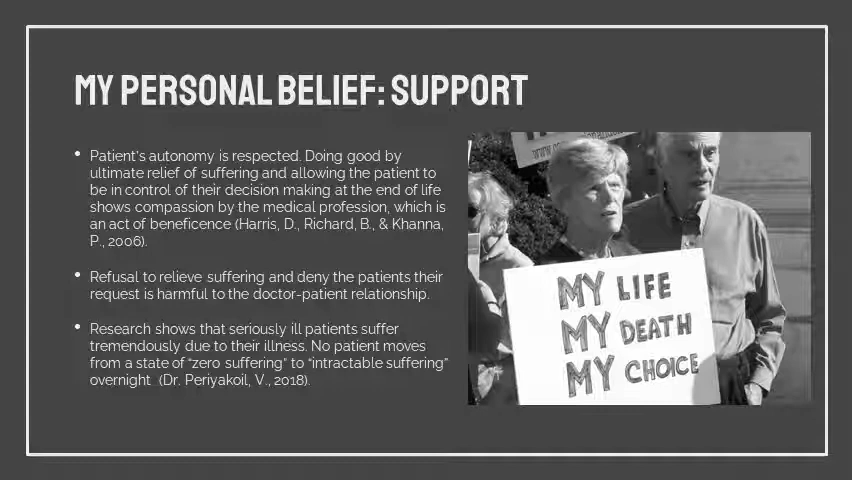 MY PERSONAL BELIEF: SUPPORT
• Patient's autonomy is respected. Doing good by
ultimate relief of suffering and allowing the patient to
be in control of their decision making at the end of life
shows compassion by the medical profession, which is
an act of beneficence (Harris, D., Richard, B., & Khanna,
P., 2006).
• Refusal to relieve suffering and deny the patients their
request is harmful to the doctor-patient relationship.
• Research shows that seriously ill patients suffer
tremendously due to their illness. No patient moves
from a state of “zero suffering” to “intractable suffering”
overnight (Dr. Periyakoil, V., 2018).
MY LIFE
MY DEATH
MY CHOICE